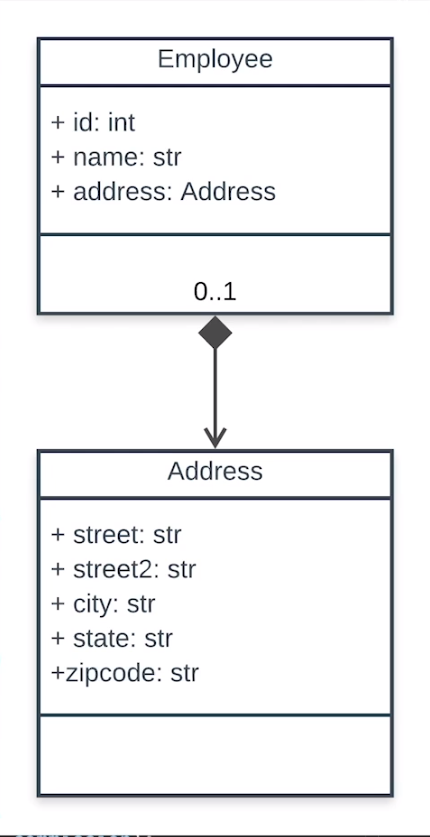 Employee
+ id: int
+ name: str
+ address: Address
0..1
Address
+ street: str
+ street2: str
+ city: str
+ state: str
+zipcode: str